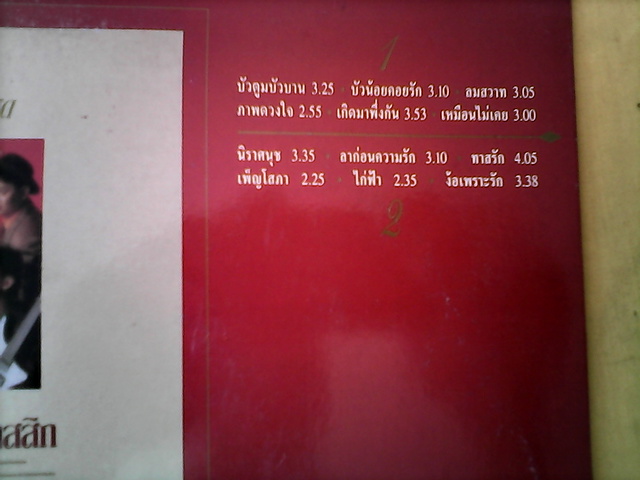 1
บัวตูมบัวบาน 3.25 · บัวน้อยคอยรัก 3.10 · ลมสวาท 3.05
ภาพดวงใจ 2.55 · เกิดมาพึ่งกัน 3.53 · เหมือนไม่เคย 3.00
นิราศนุช 3.35 · ลาก่อนความรัก 3.10 · ทาสรัก 4.05
เพ็ญโสภา 2.25 · ไก่ฟ้า 2.35 · ง้อเพราะรัก 3.38
2